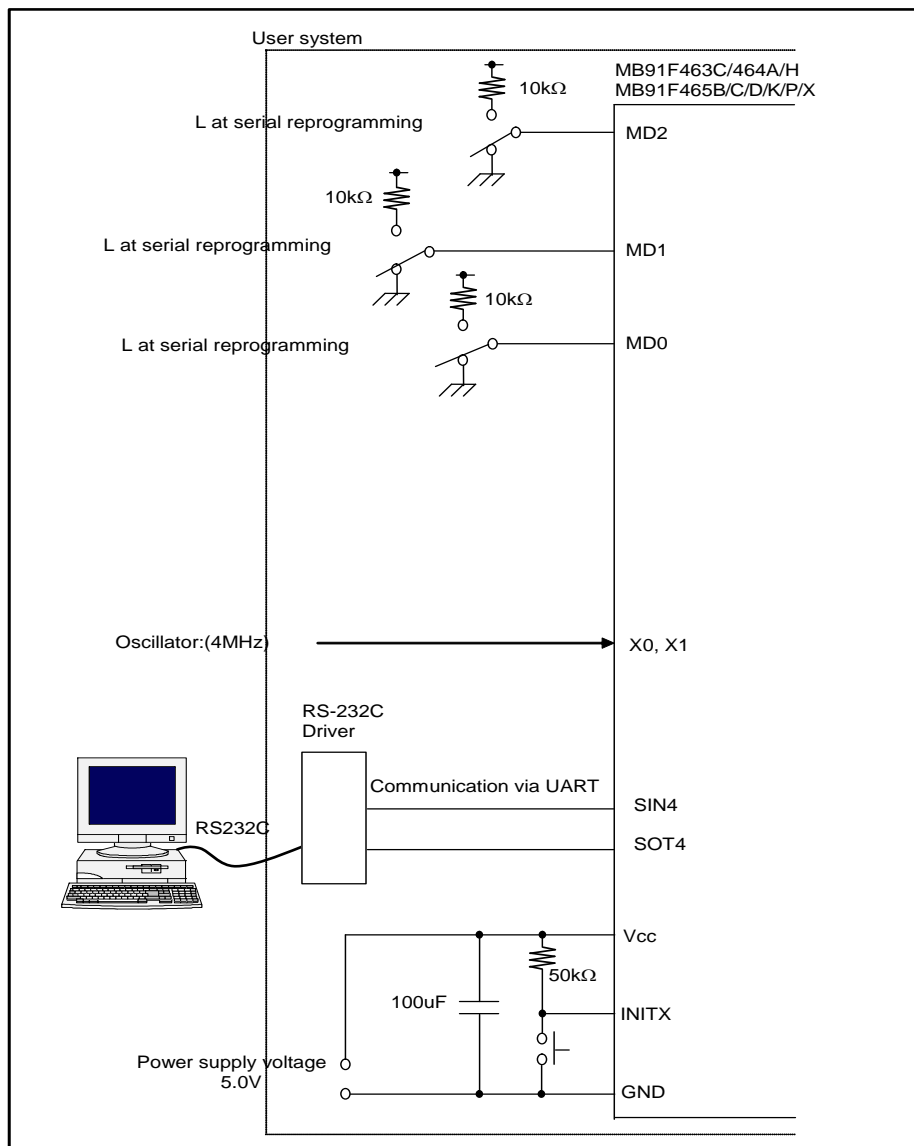 User system
MB91F463C/464A/H
MB91F465B/C/D/K/P/X
10kΩ
L at serial reprogramming
MD2
10kΩ
L at serial reprogramming
MD1
10kΩ
L at serial reprogramming
MD0
Oscillator:(4MHz)
X0, X1
RS-232C
Driver
Communication via UART
SIN4
RS232C
SOT4
Vcc
50kΩ
100uF
INITX
Power supply voltage
5.0V
GND